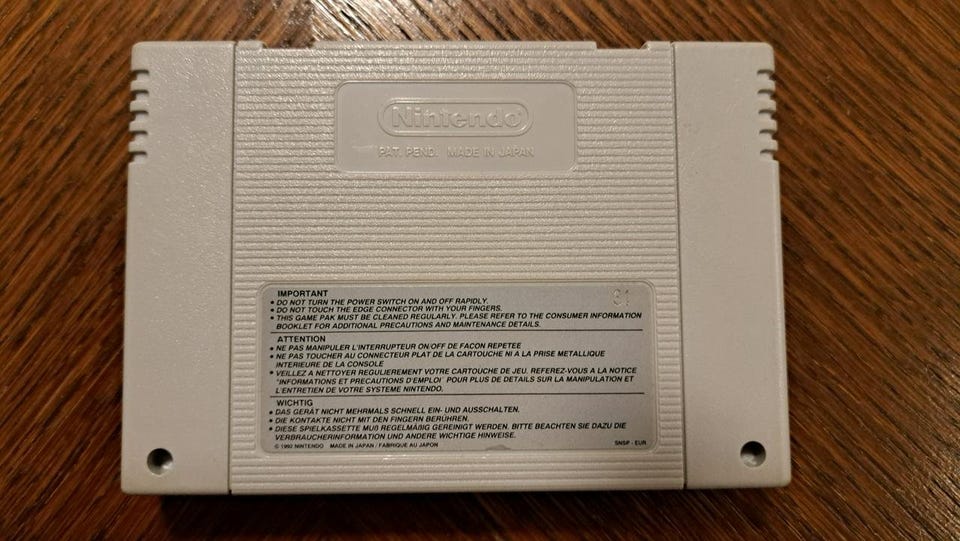 Nintendo
PAT. PEND. MADE IN JAPAN
IMPORTANT
• DO NOT TURN THE POWER SWITCH ON AND OFF RAPIDLY.
• DO NOT TOUCH THE EDGE CONNECTOR WITH YOUR FINGERS.
• THIS GAME PAK MUST BE CLEANED REGULARLY. PLEASE REFER TO THE CONSUMER INFORMATION
BOOKLET FOR ADDITIONAL PRECAUTIONS AND MAINTENANCE DETAILS.
ATTENTION
• NE PAS MANIPULER L'INTERRUPTEUR ON/OFF DE FACON REPETEE
• NE PAS TOUCHER AU CONNECTEUR PLAT DE LA CARTOUCHE NI A LA PRISE METALLIQUE
INTERIEURE DE LA CONSOLE
• VEILLEZ A NETTOYER REGULIEREMENT VOTRE CARTOUCHE DE JEU. REFEREZ-VOUS A LA NOTICE
"INFORMATIONS ET PRECAUTIONS D'EMPLOI" POUR PLUS DE DETAILS SUR LA MANIPULATION ET
L'ENTRETIEN DE VOTRE SYSTEME NINTENDO.
WICHTIG
• DAS GERÄT NICHT MEHRMALS SCHNELL EIN- UND AUSSCHALTEN.
• DIE KONTAKTE NICHT MIT DEN FINGERN BERÜHREN.
• DIESE SPIELKASSETTE MUß REGELMÄßIG GEREINIGT WERDEN. BITTE BEACHTEN SIE DAZU DIE
VERBRAUCHERINFORMATION UND ANDERE WICHTIGE HINWEISE.
© 1992 NINTENDO MADE IN JAPAN / FABRIQUE AU JAPON SNSP - EUR